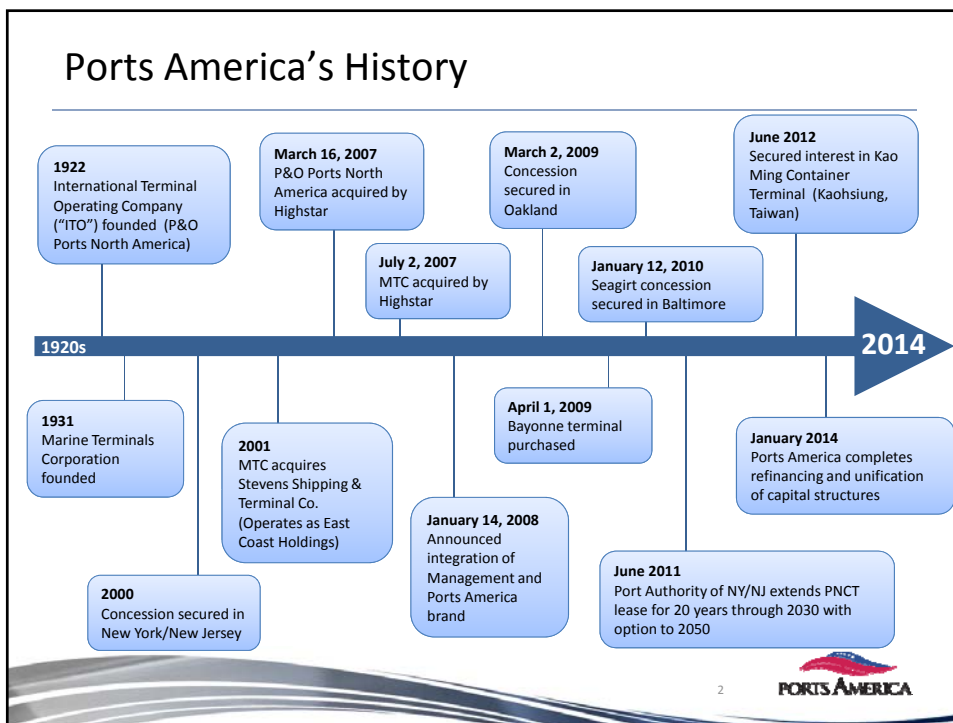 Ports America's History
1922
International Terminal
Operating Company
(“ITO”) founded (P&O
Ports North America)
March 16, 2007
P&O Ports North
America acquired by
Highstar
March 2, 2009
Concession
secured in
Oakland
June 2012
Secured interest in Kao
Ming Container
Terminal (Kaohsiung,
Taiwan)
July 2, 2007
MTC acquired by
Highstar
January 12, 2010
Seagirt concession
secured in Baltimore
1920s
2014
1931
Marine Terminals
Corporation
founded
2001
MTC acquires
Stevens Shipping &
Terminal Co.
(Operates as East
Coast Holdings)
April 1, 2009
Bayonne terminal
purchased
January 2014
Ports America completes
refinancing and unification
of capital structures
January 14, 2008
Announced
integration of
Management and
Ports America
brand
2000
Concession secured in
New York/New Jersey
June 2011
Port Authority of NY/NJ extends PNCT
lease for 20 years through 2030 with
option to 2050
2
PORTS AMERICA